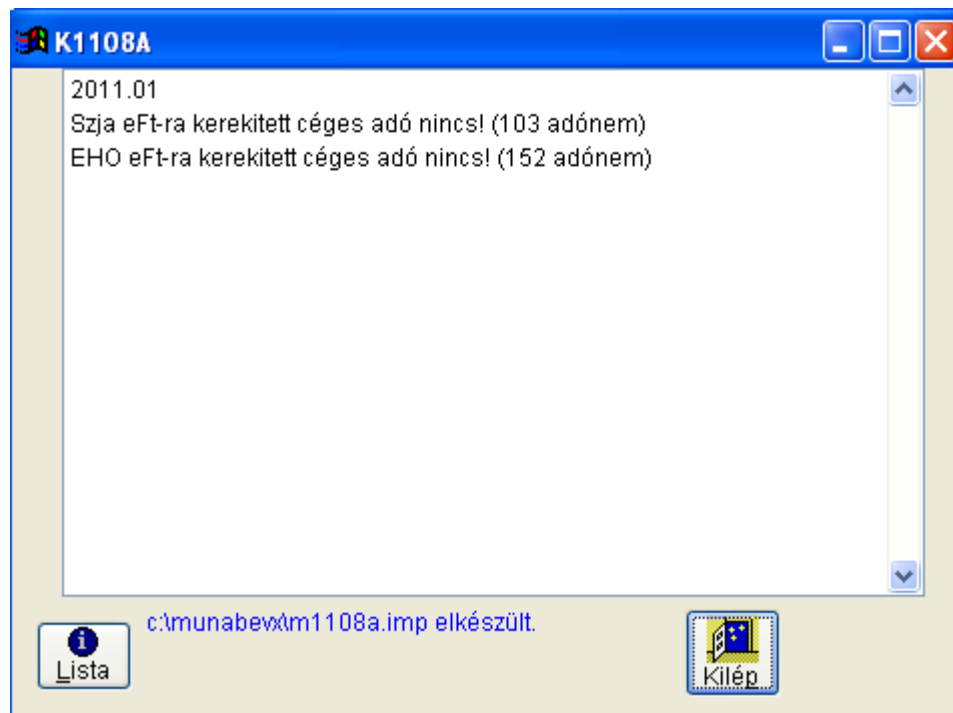 K1108A
2011.01
Szja eFt-ra kerekitett céges adó nincs! (103 adónem)
EHO eFt-ra kerekitett céges adó nincs! (152 adónem)
c:\munabevx\m1108a.imp elkészült.
Lista
Kilép